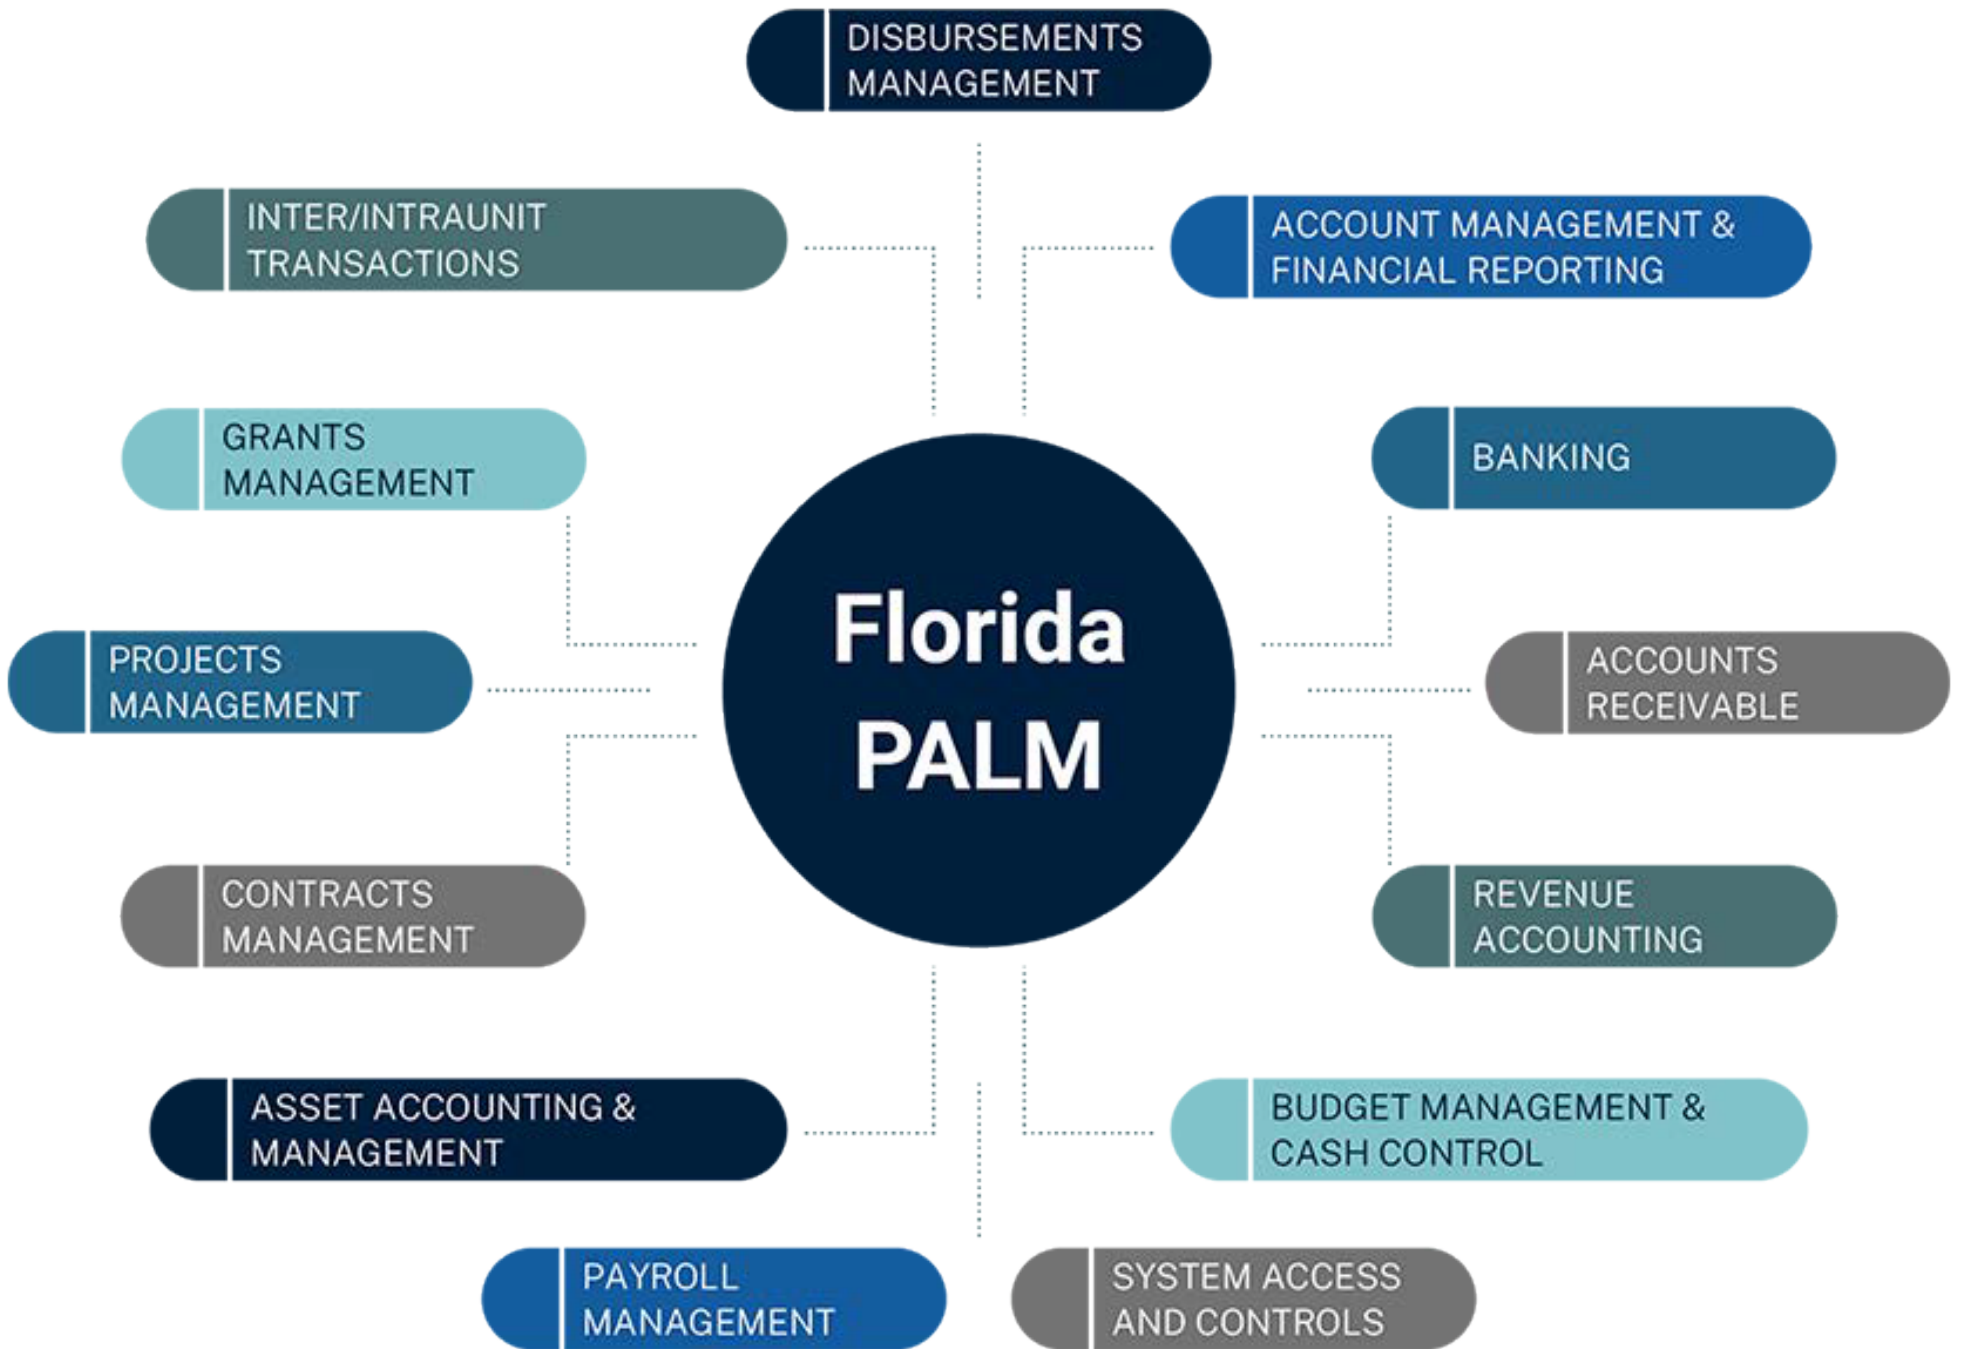 DISBURSEMENTS
MANAGEMENT
INTER/INTRAUNIT
TRANSACTIONS
ACCOUNT MANAGEMENT &
FINANCIAL REPORTING
GRANTS
MANAGEMENT
BANKING
Florida
PALM
PROJECTS
MANAGEMENT
ACCOUNTS
RECEIVABLE
CONTRACTS
MANAGEMENT
REVENUE
ACCOUNTING
ASSET ACCOUNTING &
MANAGEMENT
BUDGET MANAGEMENT &
CASH CONTROL
PAYROLL
MANAGEMENT
SYSTEM ACCESS
AND CONTROLS